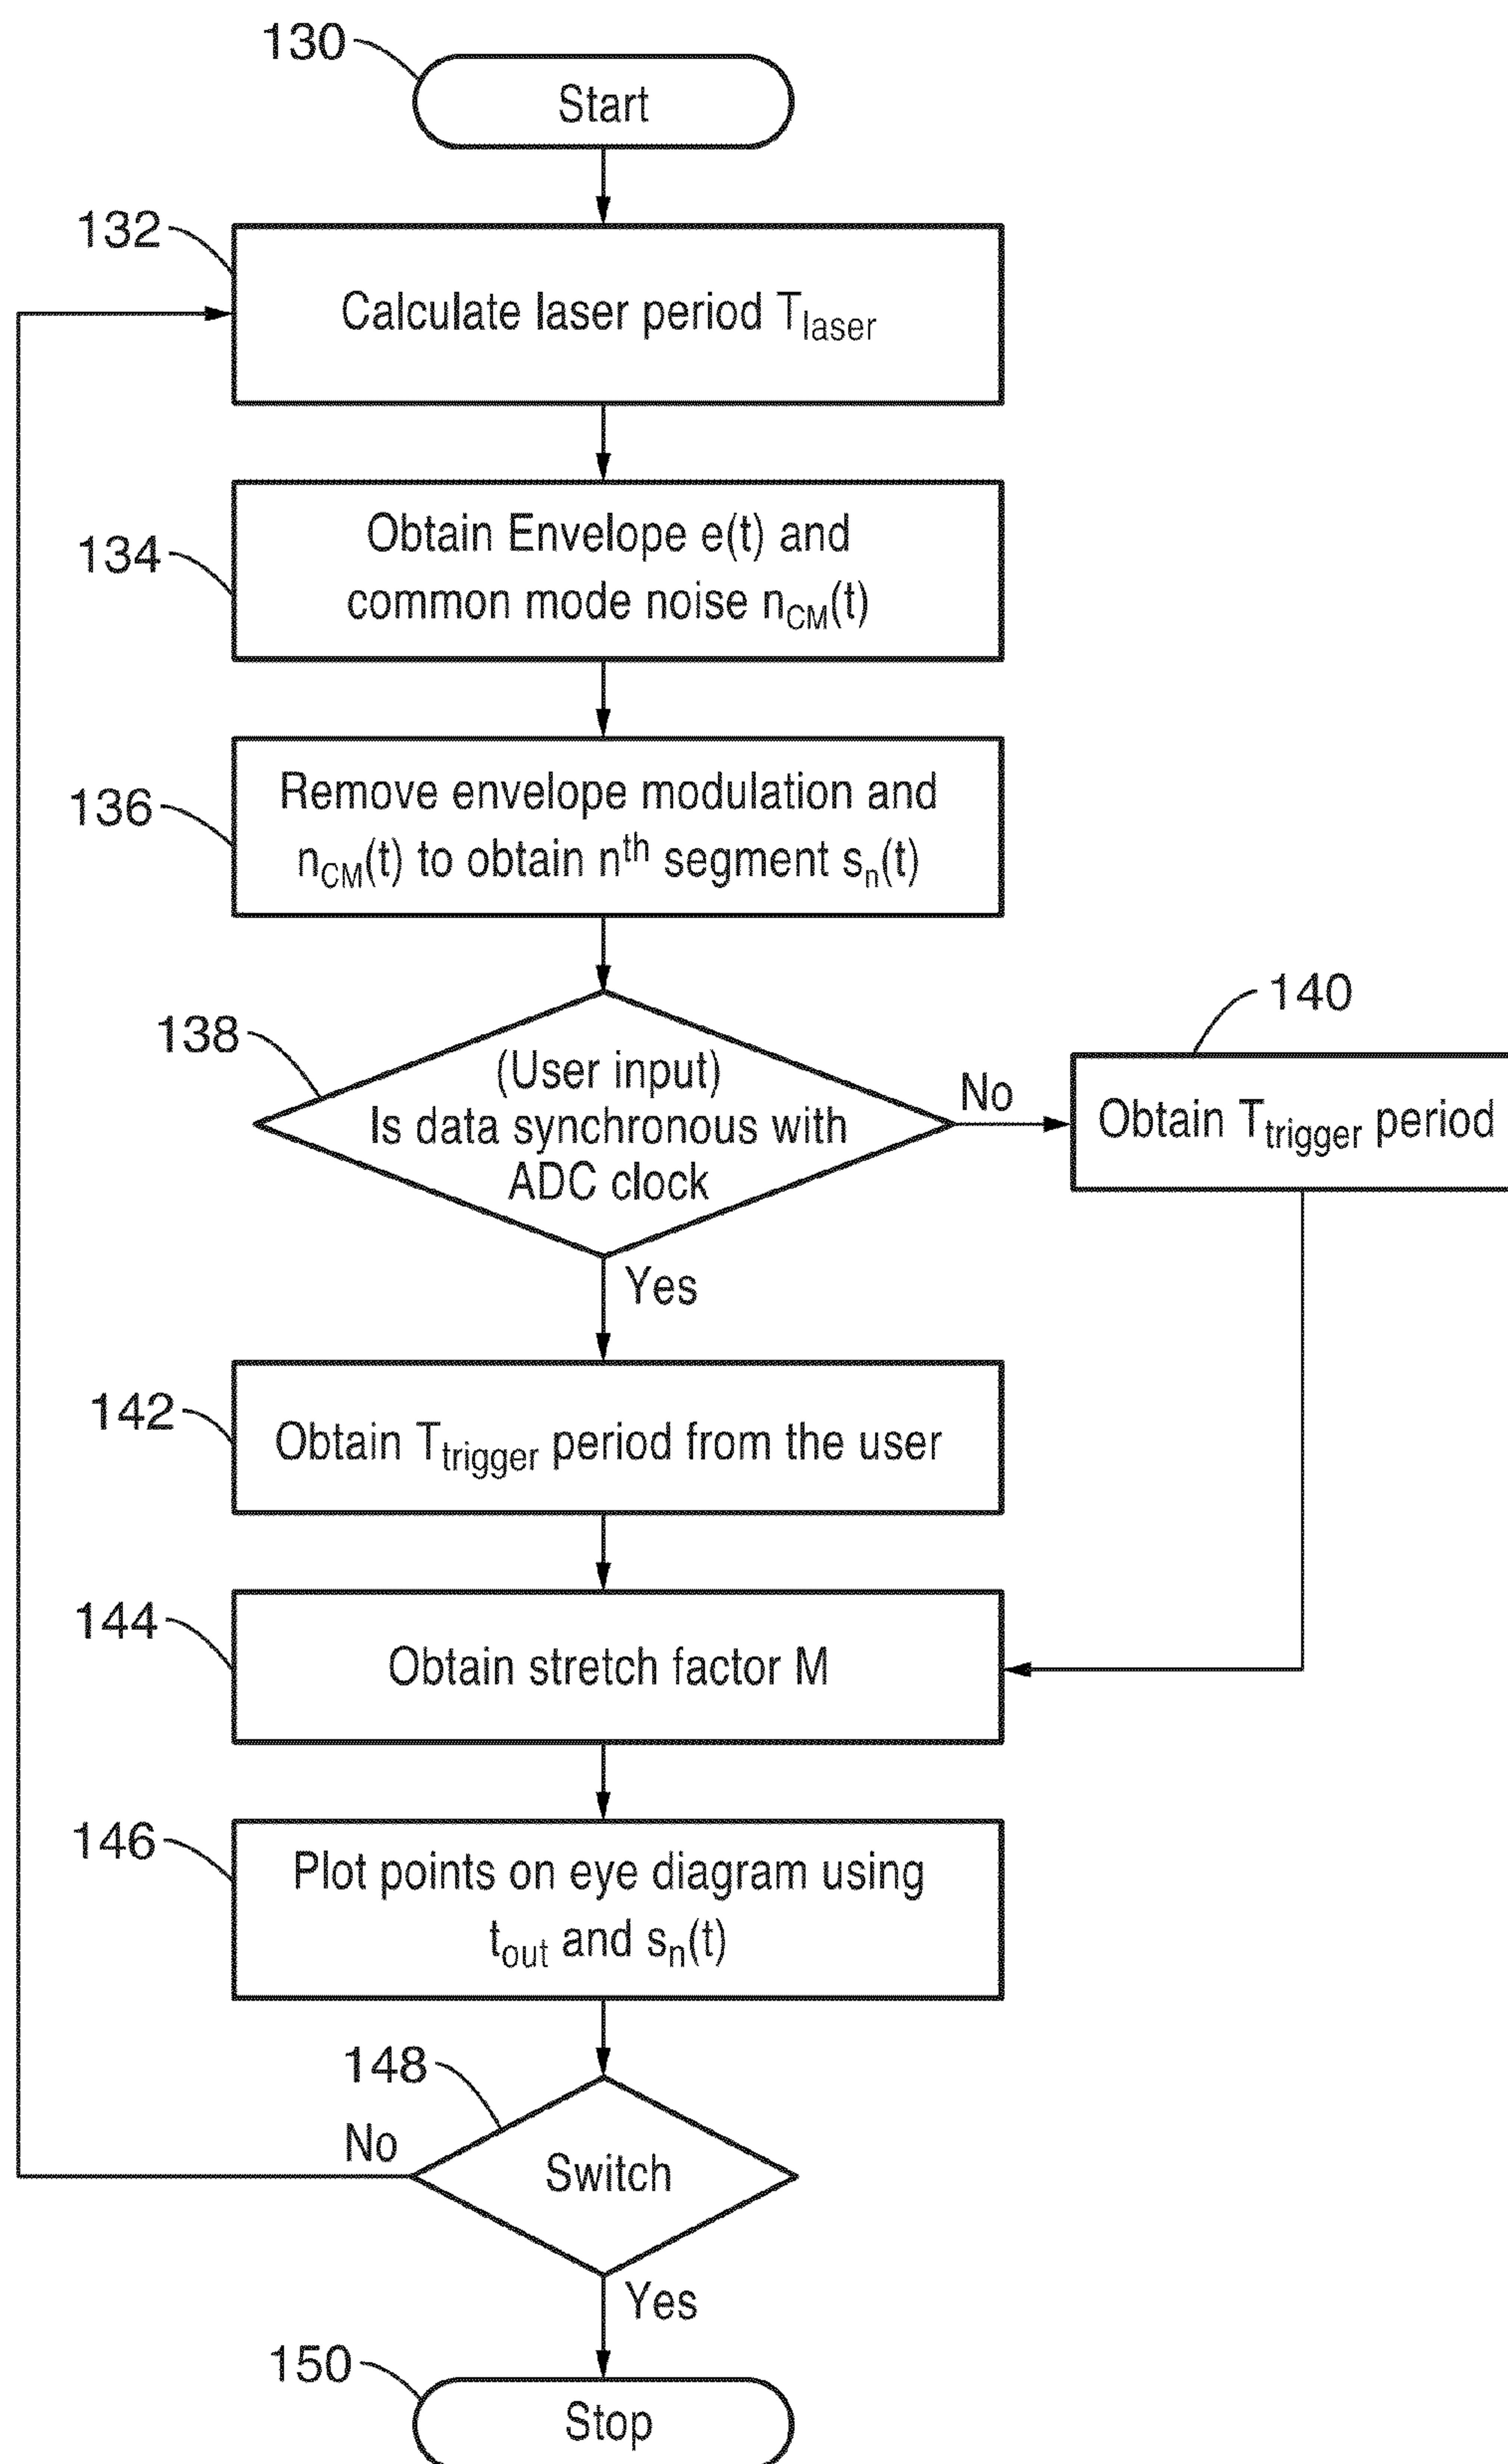 130
Start
132
Calculate laser period T_laser
134
Obtain Envelope e(t) and
common mode noise n_CM(t)
136
Remove envelope modulation and
n_CM(t) to obtain n^th segment s_n(t)
138
(User input)
Is data synchronous with
ADC clock
No
140
Obtain T_trigger period
Yes
142
Obtain T_trigger period from the user
144
Obtain stretch factor M
146
Plot points on eye diagram using
t_out and s_n(t)
148
No
Switch
Yes
150
Stop